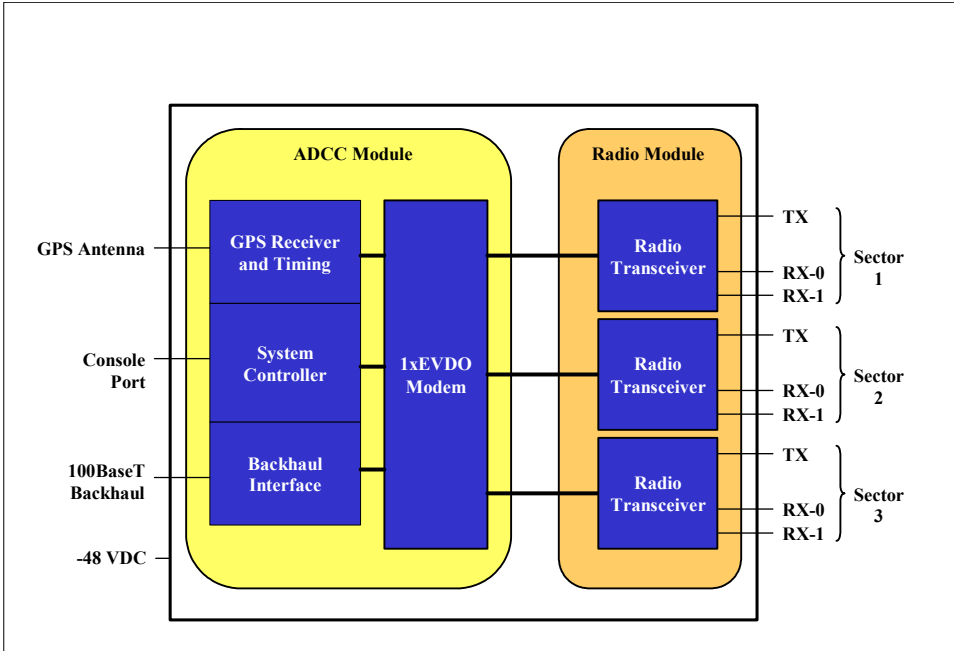 ADCC Module
Radio Module
GPS Antenna
GPS Receiver
and Timing
Console
Port
System
Controller
100BaseT
Backhaul
Backhaul
Interface
-48 VDC
1xEVDO
Modem
Radio
Transceiver
TX
RX-0
RX-1
Sector
1
Radio
Transceiver
TX
RX-0
RX-1
Sector
2
Radio
Transceiver
TX
RX-0
RX-1
Sector
3